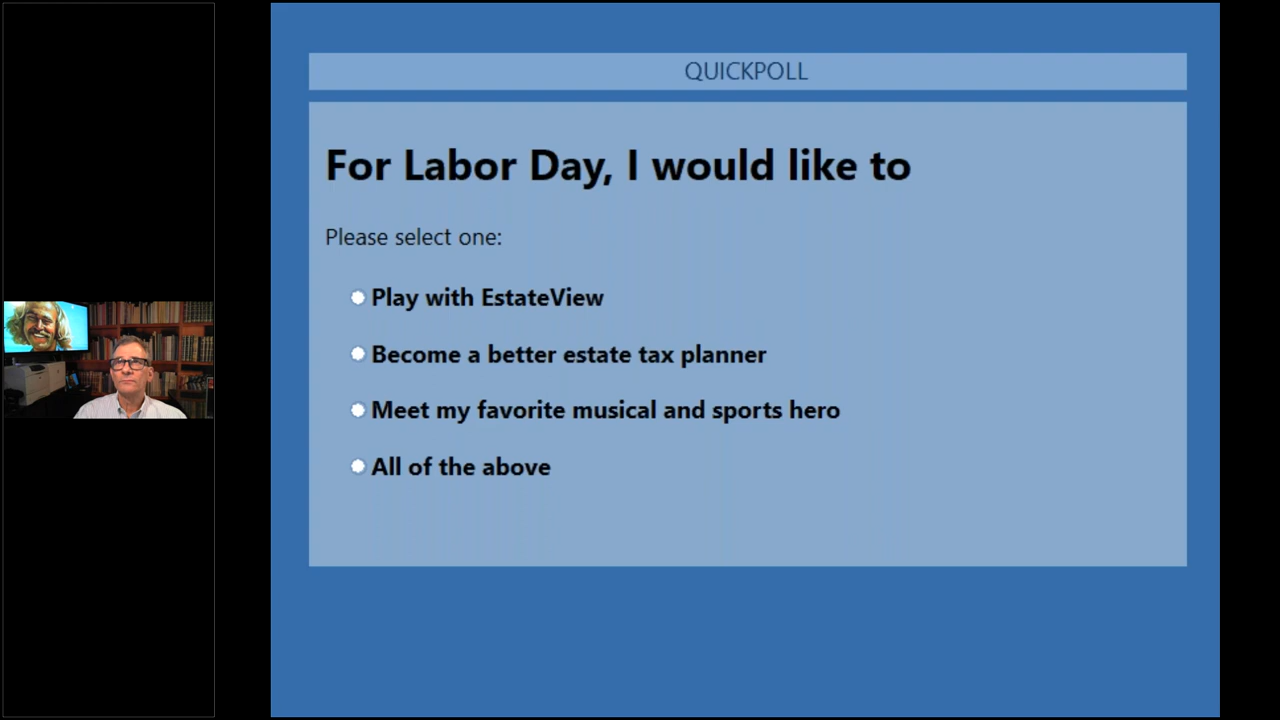 QUICKPOLL
For Labor Day, I would like to
Please select one:
Play with EstateView
Become a better estate tax planner
Meet my favorite musical and sports hero
All of the above